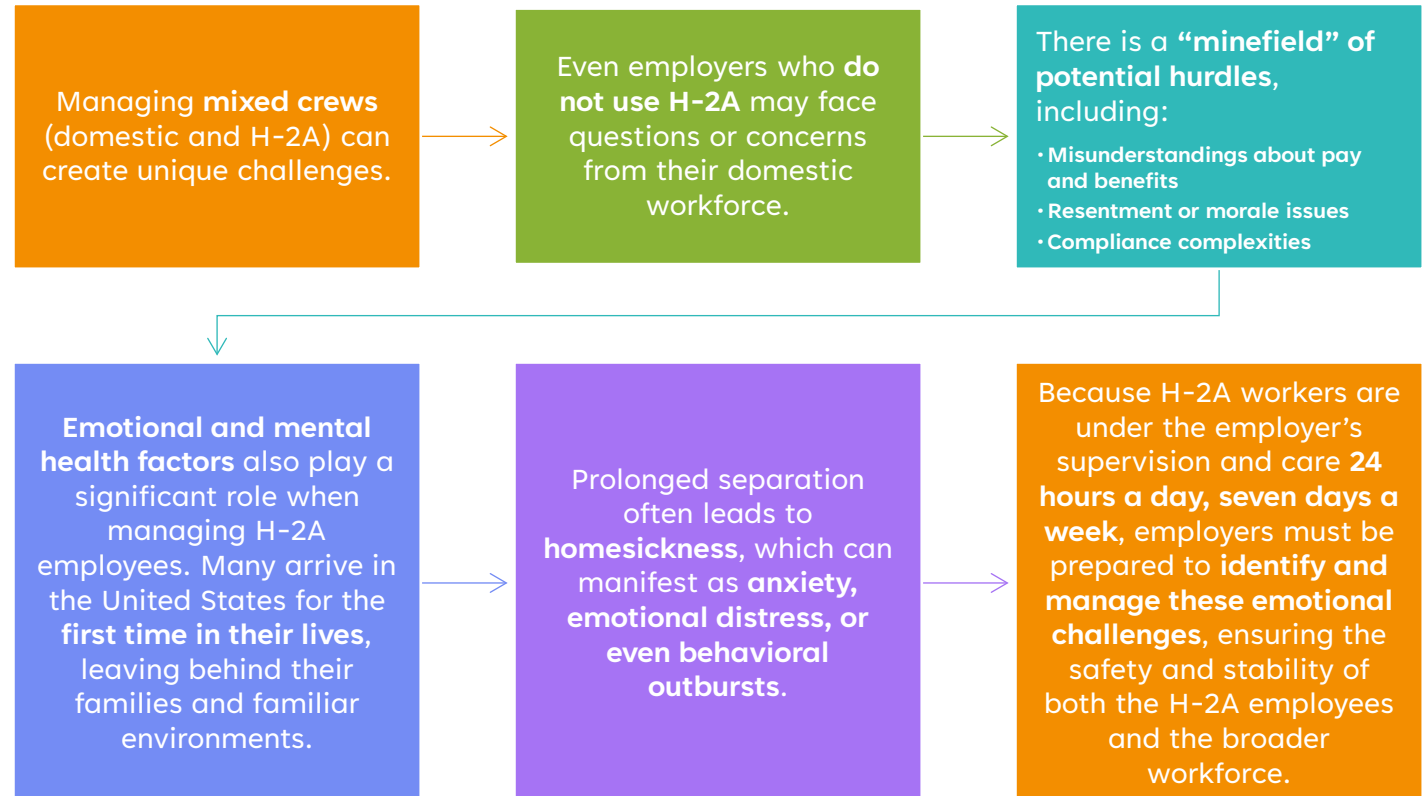 Managing mixed crews
(domestic and H-2A) can
create unique challenges.
Even employers who do
not use H-2A may face
questions or concerns
from their domestic
workforce.
There is a “minefield” of
potential hurdles,
including:
· Misunderstandings about pay
and benefits
· Resentment or morale issues
· Compliance complexities
Emotional and mental
health factors also play a
significant role when
managing H-2A
employees. Many arrive in
the United States for the
first time in their lives,
leaving behind their
families and familiar
environments.
Prolonged separation
often leads to
homesickness, which can
manifest as anxiety,
emotional distress, or
even behavioral
outbursts.
Because H-2A workers are
under the employer’s
supervision and care 24
hours a day, seven days a
week, employers must be
prepared to identify and
manage these emotional
challenges, ensuring the
safety and stability of
both the H-2A employees
and the broader
workforce.